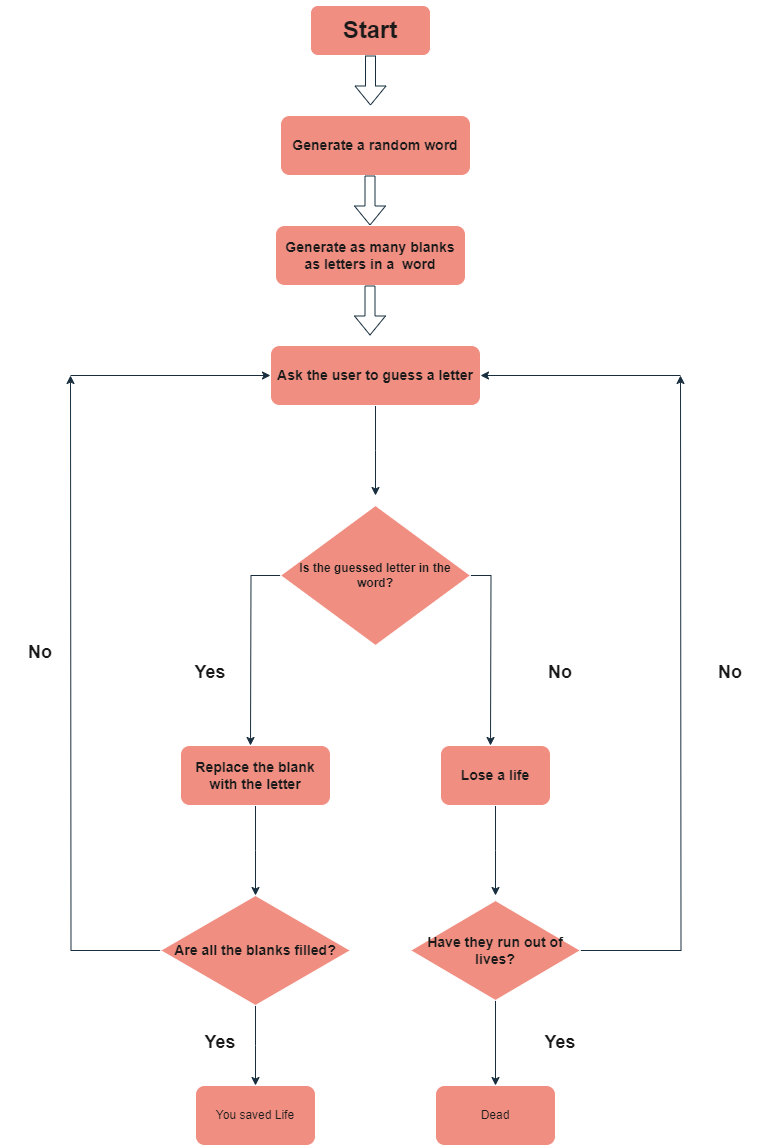 Start
Generate a random word
Generate as many blanks
as letters in a  word
Ask the user to guess a letter
Is the guessed letter in the
word?
No
Yes
No
No
Replace the blank
with the letter
Lose a life
Are all the blanks filled?
Have they run out of
lives?
Yes
Yes
You saved Life
Dead